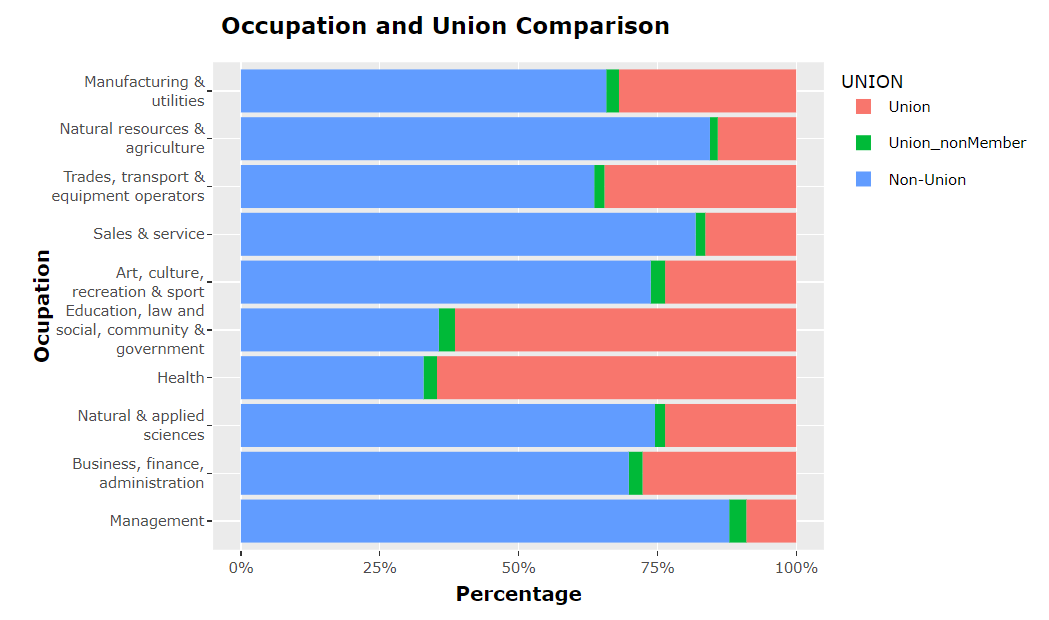 Occupation and Union Comparison
Ocupation
Manufacturing &
utilities
Natural resources &
agriculture
Trades, transport &
equipment operators
Sales & service
Art, culture,
recreation & sport
Education, law and
social, community &
government
Health
Natural & applied
sciences
Business, finance,
administration
Management
0%
25%
50%
75%
100%
Percentage
UNION
Union
Union_nonMember
Non-Union